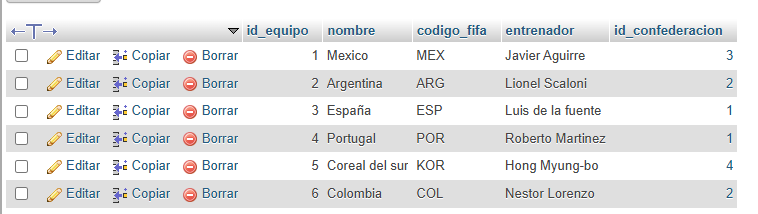 id_equipo nombre codigo_fifa entrenador id_confederacion
Editar Copiar Borrar 1 Mexico MEX Javier Aguirre 3
Editar Copiar Borrar 2 Argentina ARG Lionel Scaloni 2
Editar Copiar Borrar 3 España ESP Luis de la fuente 1
Editar Copiar Borrar 4 Portugal POR Roberto Martinez 1
Editar Copiar Borrar 5 Coreal del sur KOR Hong Myung-bo 4
Editar Copiar Borrar 6 Colombia COL Nestor Lorenzo 2